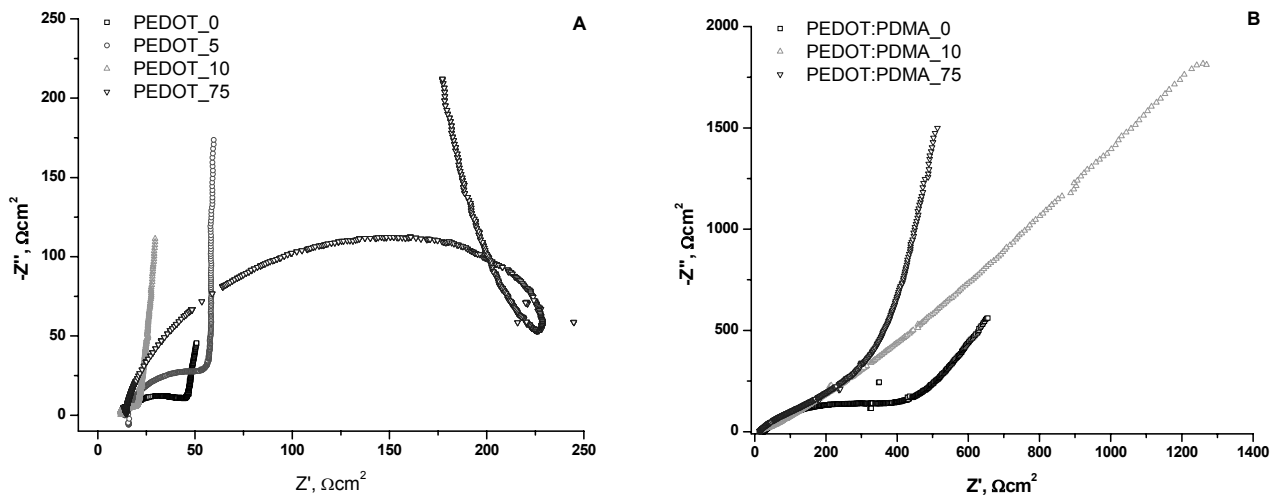 A
PEDOT_0
PEDOT_5
PEDOT_10
PEDOT_75
-Z'', Ωcm²
250
200
150
100
50
0
0 50 100 150 200 250
Z', Ωcm²
B
PEDOT:PDMA_0
PEDOT:PDMA_10
PEDOT:PDMA_75
-Z'', Ωcm²
2000
1500
1000
500
0
0 200 400 600 800 1000 1200 1400
Z', Ωcm²